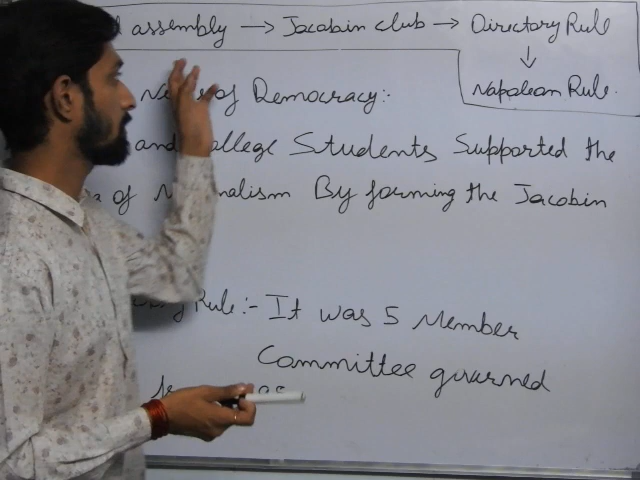 assembly → Jacobin club → Directory Rule
↓
Napolean Rule.
of Democracy:-
and College Students Supported the
of Nationalism By forming the Jacobin
Rule:- It was 5 Member
Committee governed